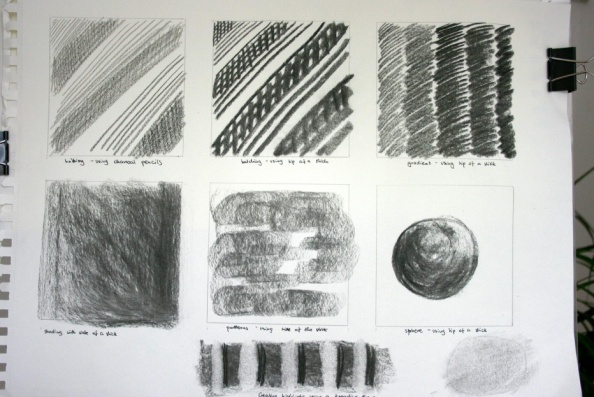 hatching - using charcoal pencils
hatching - using tip of a stick
gradient - using tip of a stick
shading with side of a stick
patterns - using side of the stick
sphere - using tip of a stick
using a